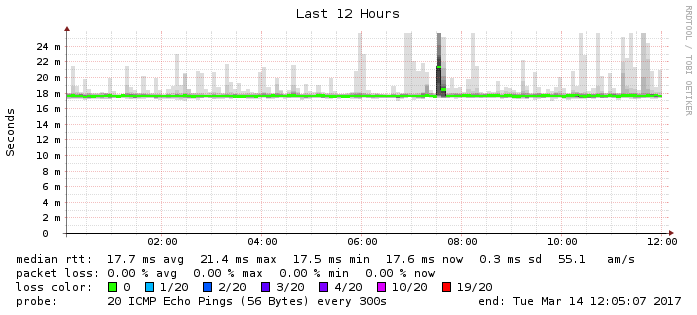 Last 12 Hours
RRDTOOL / TOBI OETIKER
Seconds
24 m
22 m
20 m
18 m
16 m
14 m
12 m
10 m
8 m
6 m
4 m
2 m
0
02:00 04:00 06:00 08:00 10:00 12:00
median rtt: 17.7 ms avg 21.4 ms max 17.5 ms min 17.6 ms now 0.3 ms sd 55.1 am/s
packet loss: 0.00 % avg 0.00 % max 0.00 % min 0.00 % now
loss color: 0 1/20 2/20 3/20 4/20 10/20 19/20
probe: 20 ICMP Echo Pings (56 Bytes) every 300s end: Tue Mar 14 12:05:07 2017